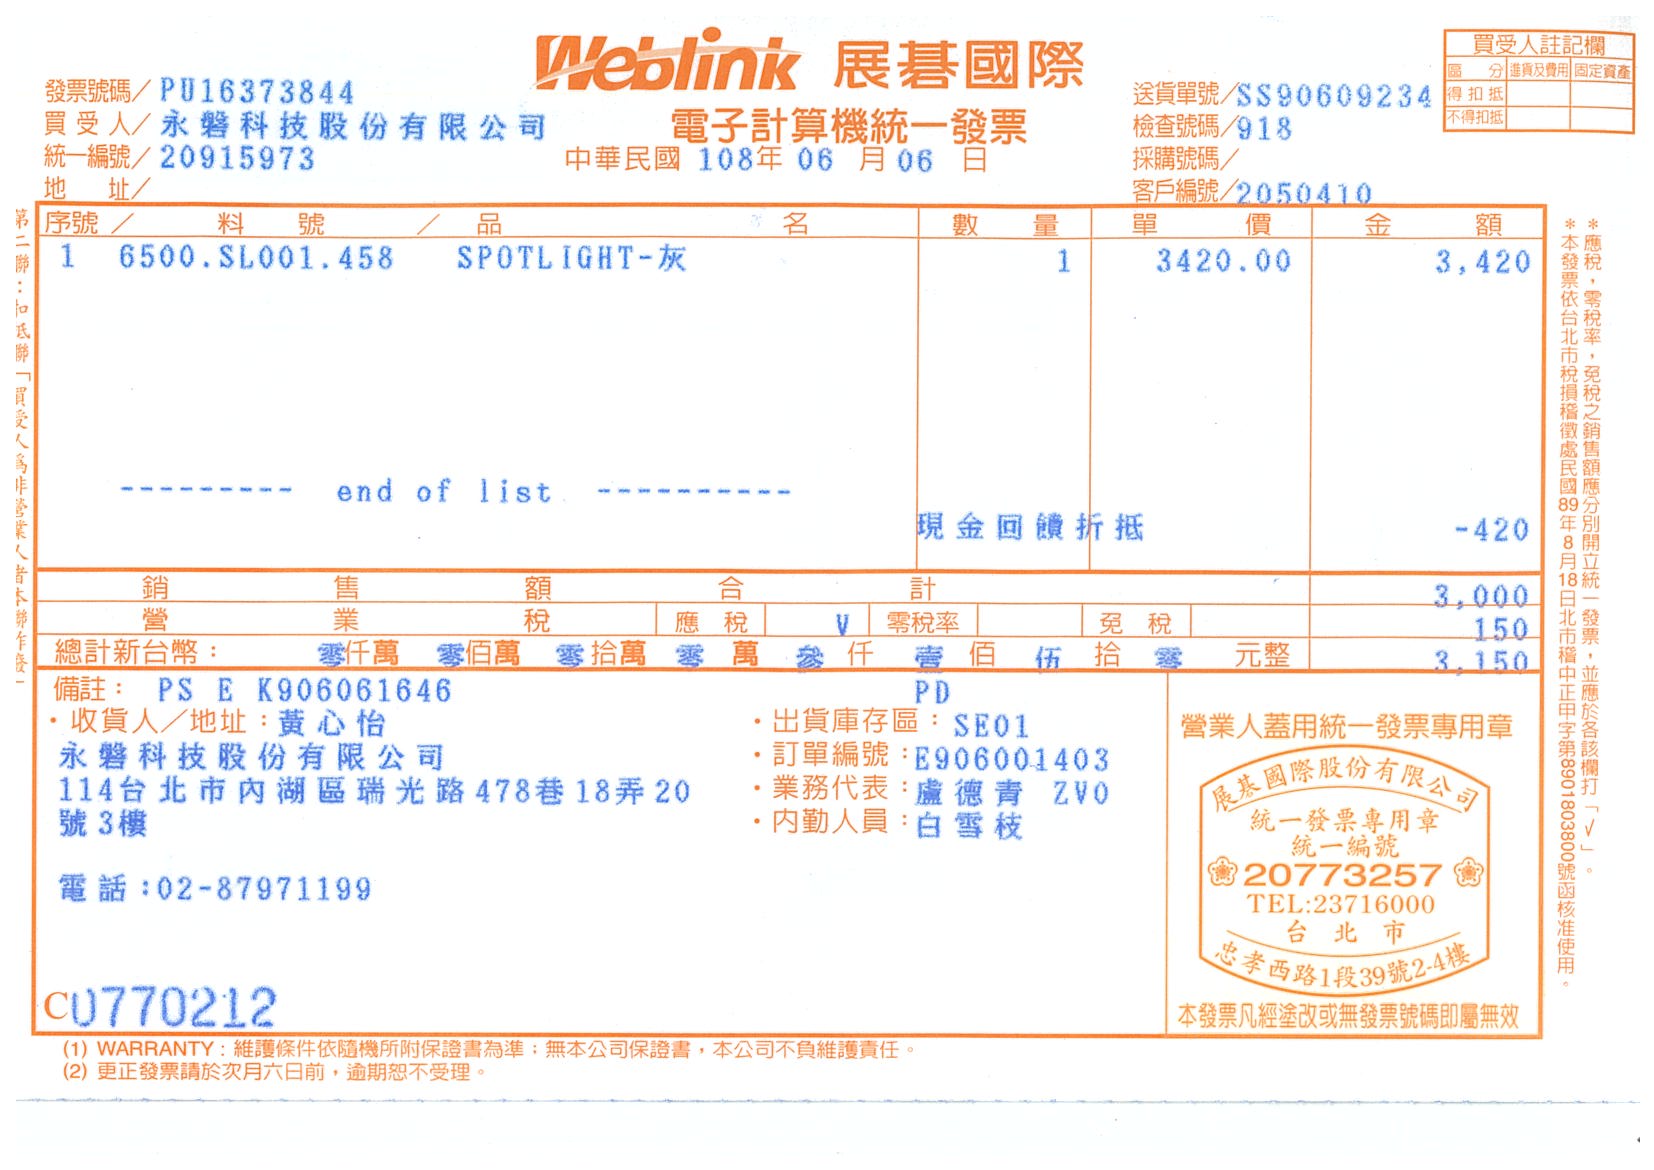 Weblink 展碁國際
電子計算機統一發票
中華民國 108年 06 月 06 日
發票號碼/ PU16373844
買受人/ 永磐科技股份有限公司
統一編號/ 20915973
地 址/
送貨單號/SS90609234
檢查號碼/918
採購號碼/
客戶編號/2050410
買受人註記欄
區 分 進貨及費用 固定資產
得扣抵
不得扣抵
序號 / 料 號 / 品 名 數 量 單 價 金 額
1 6500.SL001.458 SPOTLIGHT-灰 1 3420.00 3,420
--------- end of list ----------
現金回饋折抵 -420
銷 售 額 合 計 3,000
營 業 稅 應 稅 V 零稅率 免 稅 150
總計新台幣: 零仟萬 零佰萬 零拾萬 零 萬 參 仟 壹 佰 伍 拾 零 元整 3,150
備註: PS E K906061646 PD
・收貨人/地址:黃心怡
永磐科技股份有限公司
114台北市內湖區瑞光路478巷18弄20
號3樓
電話:02-87971199
・出貨庫存區:SE01
・訂單編號:E906001403
・業務代表:盧德青 ZVO
・內勤人員:白雪枝
C0770212
營業人蓋用統一發票專用章
展碁國際股份有限公司
統一發票專用章
統一編號
20773257
TEL:23716000
台北市
忠孝西路1段39號2-4樓
本發票凡經塗改或無發票號碼即屬無效
(1) WARRANTY:維護條件依隨機所附保證書為準;無本公司保證書,本公司不負維護責任。
(2) 更正發票請於次月六日前,逾期恕不受理。
第二聯:扣抵聯「買受人為非營業人者本聯作廢」
*應稅,零稅率,免稅之銷售額應分別開立統一發票,並應於各該欄打「√」。
*本發票依台北市稅捐稽徵處民國89年8月18日北市稽中正甲字第8901803800號函核准使用。